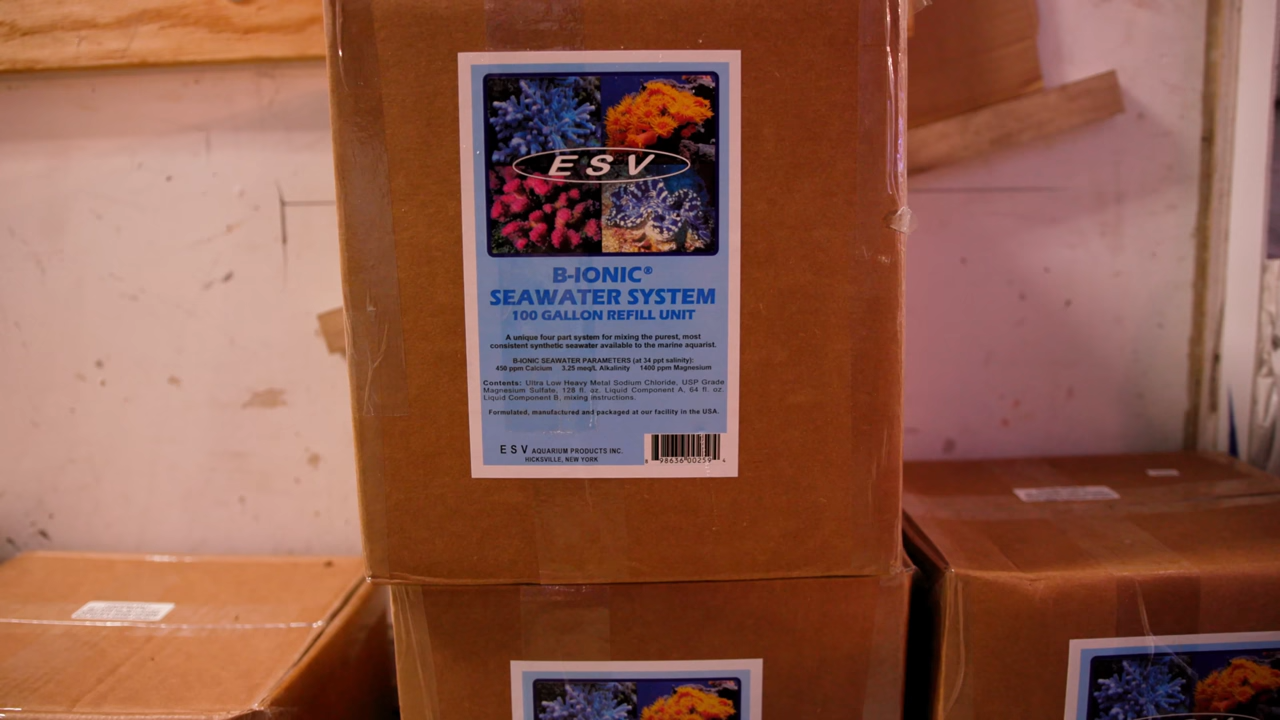 ESV
B-IONIC®
SEAWATER SYSTEM
100 GALLON REFILL UNIT
A unique four part system for mixing the purest, most
consistent synthetic seawater available to the marine aquarist.
B-IONIC SEAWATER PARAMETERS (at 34 ppt salinity):
450 ppm Calcium 3.25 meq/L Alkalinity 1400 ppm Magnesium
Contents: Ultra Low Heavy Metal Sodium Chloride, USP Grade
Magnesium Sulfate, 128 fl. oz. Liquid Component A, 64 fl. oz.
Liquid Component B, mixing instructions.
Formulated, manufactured and packaged at our facility in the USA.
ESV AQUARIUM PRODUCTS INC.
HICKSVILLE, NEW YORK
98636 00259